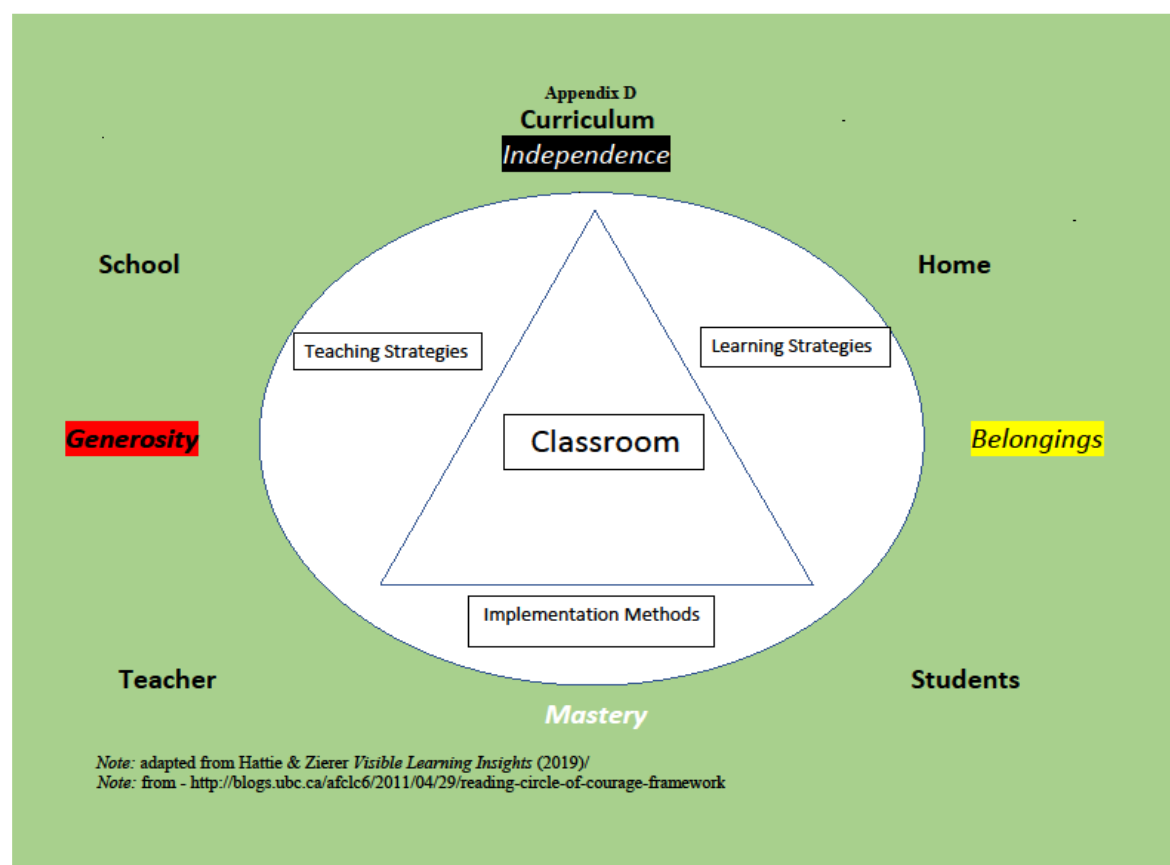 Appendix D
Curriculum
Independence
School
Home
Teaching Strategies
Learning Strategies
Generosity
Classroom
Belongings
Implementation Methods
Teacher
Students
Mastery
Note: adapted from Hattie & Zierer Visible Learning Insights (2019)/
Note: from - http://blogs.ubc.ca/afclc6/2011/04/29/reading-circle-of-courage-framework